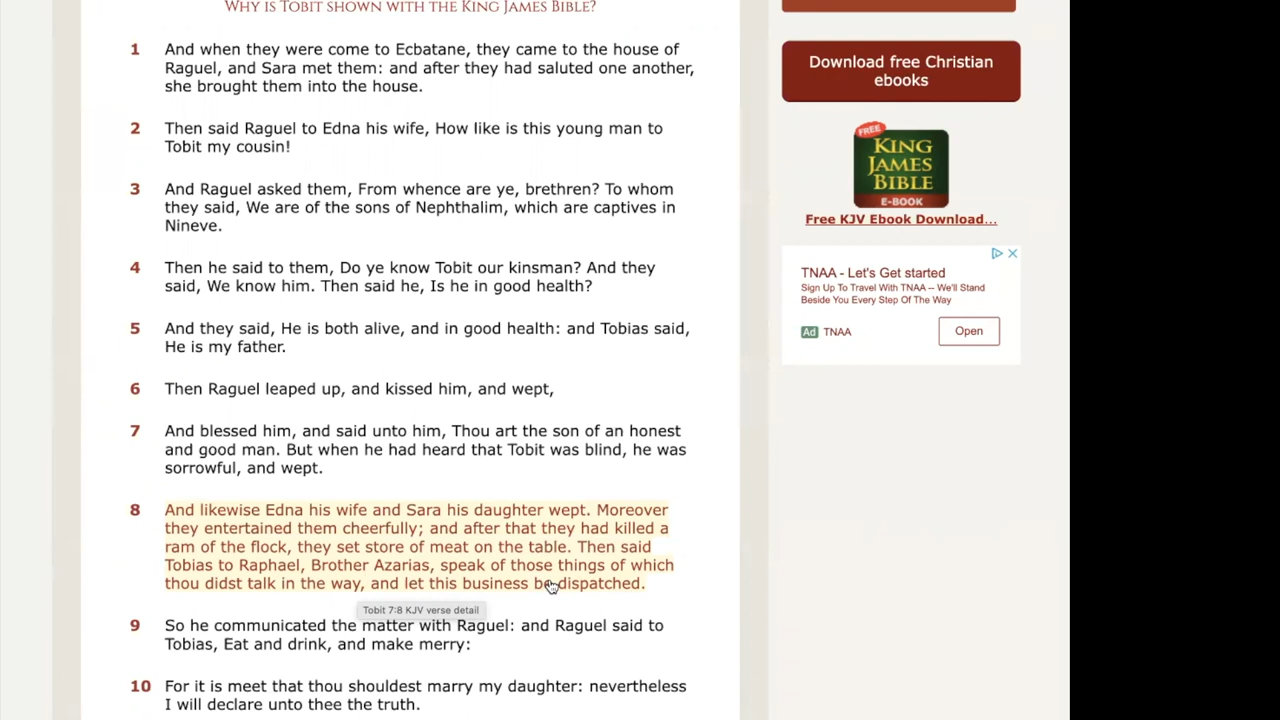 Why is Tobit shown with the King James Bible?
1 And when they were come to Ecbatane, they came to the house of
Raguel, and Sara met them: and after they had saluted one another,
she brought them into the house.
2 Then said Raguel to Edna his wife, How like is this young man to
Tobit my cousin!
3 And Raguel asked them, From whence are ye, brethren? To whom
they said, We are of the sons of Nephthalim, which are captives in
Nineve.
4 Then he said to them, Do ye know Tobit our kinsman? And they
said, We know him. Then said he, Is he in good health?
5 And they said, He is both alive, and in good health: and Tobias said,
He is my father.
6 Then Raguel leaped up, and kissed him, and wept,
7 And blessed him, and said unto him, Thou art the son of an honest
and good man. But when he had heard that Tobit was blind, he was
sorrowful, and wept.
8 And likewise Edna his wife and Sara his daughter wept. Moreover
they entertained them cheerfully; and after that they had killed a
ram of the flock, they set store of meat on the table. Then said
Tobias to Raphael, Brother Azarias, speak of those things of which
thou didst talk in the way, and let this business be dispatched.
Tobit 7:8 KJV verse detail
9 So he communicated the matter with Raguel: and Raguel said to
Tobias, Eat and drink, and make merry:
10 For it is meet that thou shouldest marry my daughter: nevertheless
I will declare unto thee the truth.
Download free Christian
ebooks
FREE
KING
JAMES
BIBLE
E-BOOK
Free KJV Ebook Download...
TNAA - Let's Get started
Sign Up To Travel With TNAA – We'll Stand
Beside You Every Step Of The Way
Ad TNAA
Open